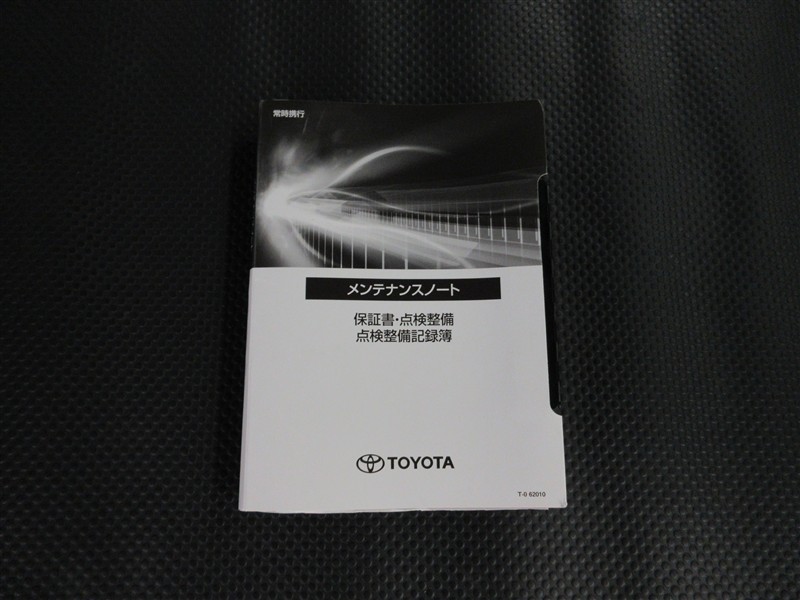 常時携行
メンテナンスノート
保証書・点検整備
点検整備記録簿
TOYOTA
T-0 62010